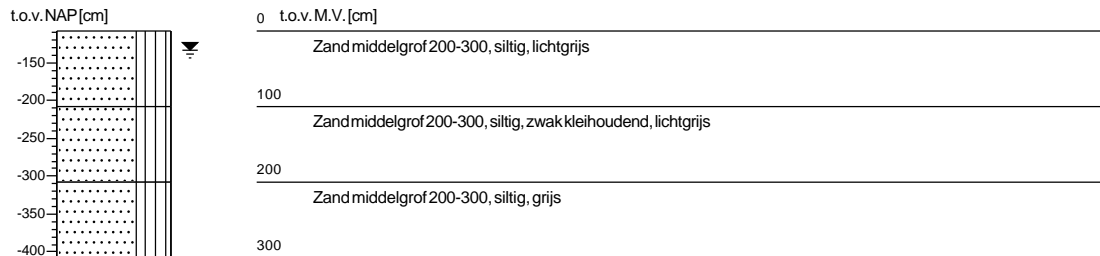 t.o.v. NAP [cm]
0 t.o.v. M.V. [cm]
Zand middelgrof 200-300, siltig, lichtgrijs
-150
100
-200
Zand middelgrof 200-300, siltig, zwak kleihoudend, lichtgrijs
-250
200
-300
Zand middelgrof 200-300, siltig, grijs
-350
300
-400